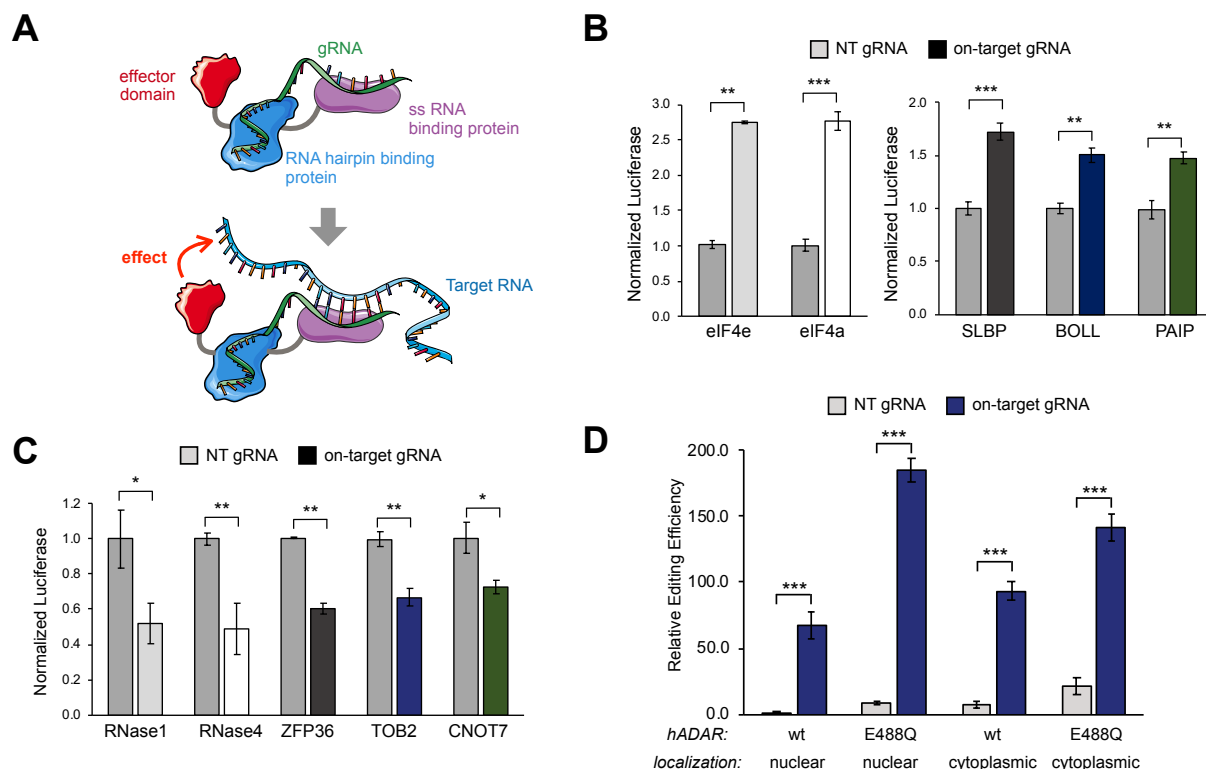 A
gRNA
effector
domain
ss RNA
binding protein
RNA hairpin binding
protein
effect
Target RNA
B
NT gRNA on-target gRNA
Normalized Luciferase
3.0
2.5
2.0
1.5
1.0
0.5
0.0
** ***
eIF4e eIF4a
Normalized Luciferase
2.0
1.5
1.0
0.5
0.0
*** ** **
SLBP BOLL PAIP
C
NT gRNA on-target gRNA
Normalized Luciferase
1.2
1.0
0.8
0.6
0.4
0.2
0.0
* ** ** ** *
RNase1 RNase4 ZFP36 TOB2 CNOT7
D
NT gRNA on-target gRNA
Relative Editing Efficiency
200.0
150.0
100.0
50.0
0.0
*** *** *** ***
hADAR: wt E488Q wt E488Q
localization: nuclear nuclear cytoplasmic cytoplasmic